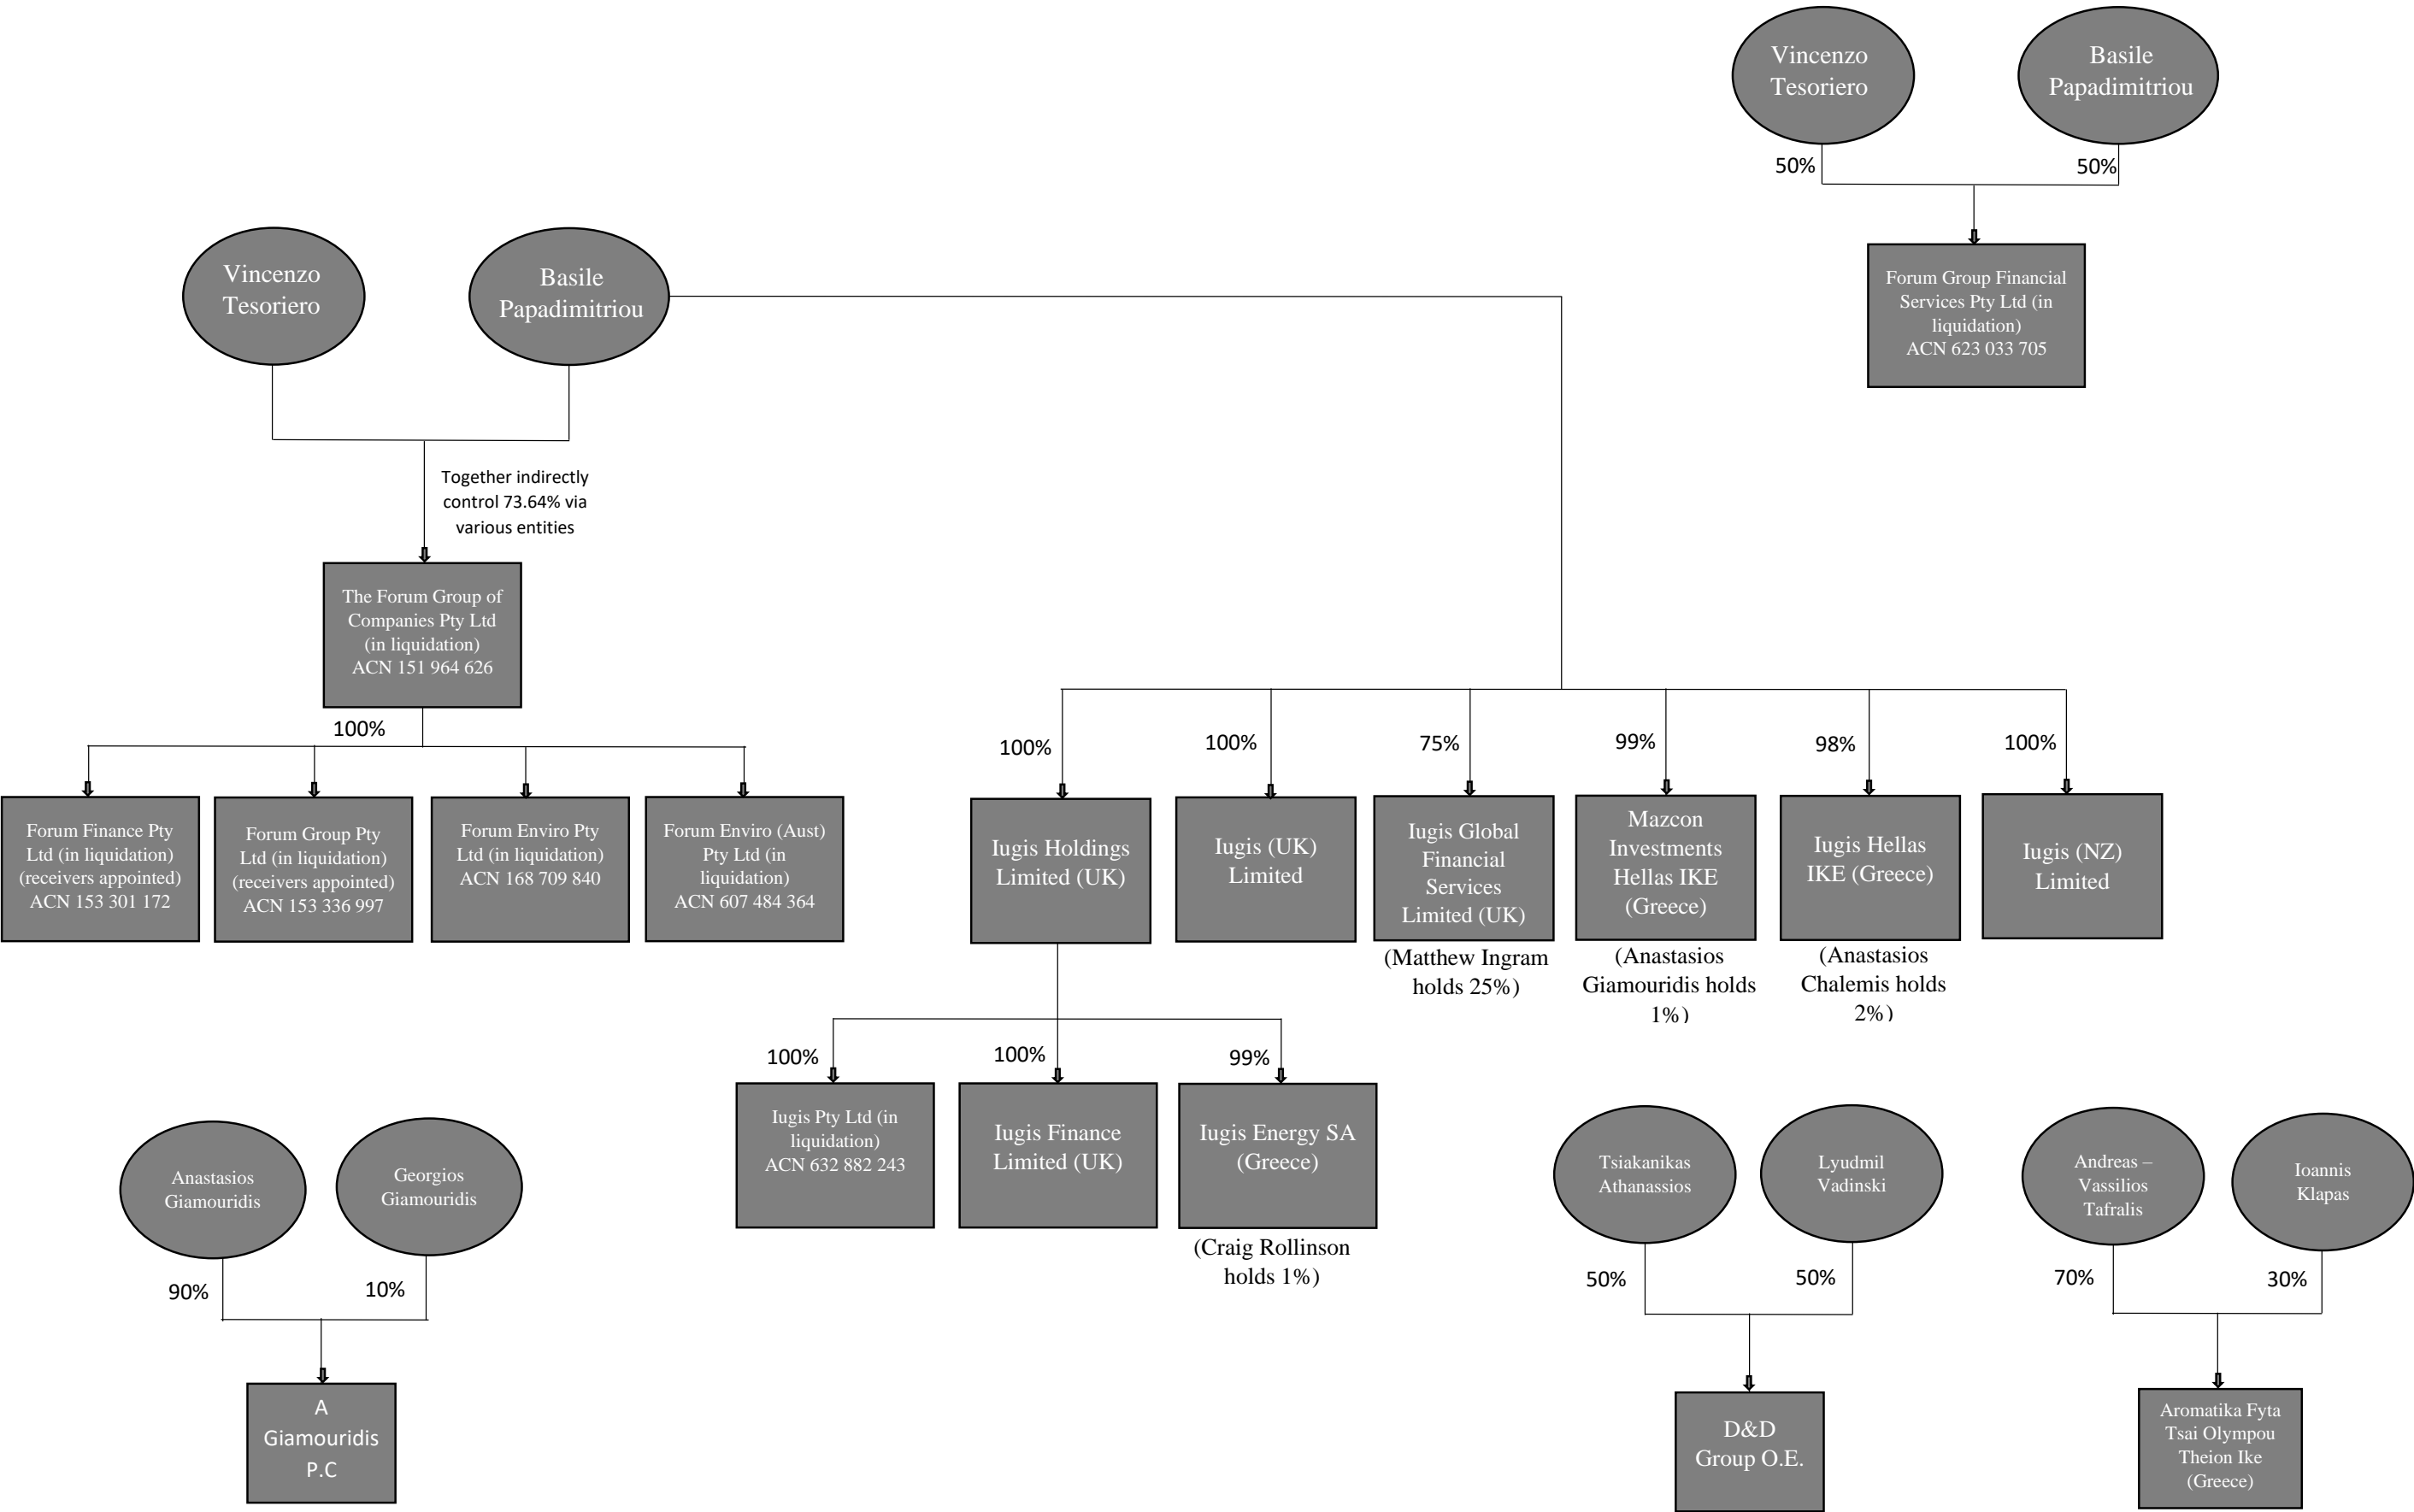 Vincenzo
Tesoriero
Basile
Papadimitriou
50%
50%
Forum Group Financial
Services Pty Ltd (in
liquidation)
ACN 623 033 705
Vincenzo
Tesoriero
Basile
Papadimitriou
Together indirectly
control 73.64% via
various entities
The Forum Group of
Companies Pty Ltd
(in liquidation)
ACN 151 964 626
100%
Forum Finance Pty
Ltd (in liquidation)
(receivers appointed)
ACN 153 301 172
Forum Group Pty
Ltd (in liquidation)
(receivers appointed)
ACN 153 336 997
Forum Enviro Pty
Ltd (in liquidation)
ACN 168 709 840
Forum Enviro (Aust)
Pty Ltd (in
liquidation)
ACN 607 484 364
100%
100%
75%
99%
98%
100%
Iugis Holdings
Limited (UK)
Iugis (UK)
Limited
Iugis Global
Financial
Services
Limited (UK)
(Matthew Ingram
holds 25%)
Mazcon
Investments
Hellas IKE
(Greece)
(Anastasios
Giamouridis holds
1%)
Iugis Hellas
IKE (Greece)
(Anastasios
Chalemis holds
2%)
Iugis (NZ)
Limited
100%
100%
99%
Iugis Pty Ltd (in
liquidation)
ACN 632 882 243
Iugis Finance
Limited (UK)
Iugis Energy SA
(Greece)
(Craig Rollinson
holds 1%)
Anastasios
Giamouridis
Georgios
Giamouridis
90%
10%
A
Giamouridis
P.C
Tsiakanikas
Athanassios
Lyudmil
Vadinski
50%
50%
D&D
Group O.E.
Andreas –
Vassilios
Tafralis
Ioannis
Klapas
70%
30%
Aromatika Fyta
Tsai Olympou
Theion Ike
(Greece)